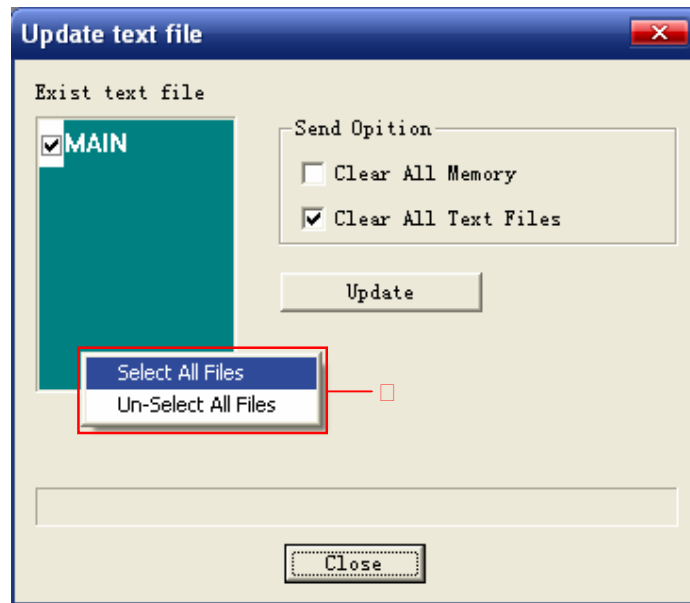 Update text file
Exist text file
MAIN
Send Opition
Clear All Memory
Clear All Text Files
Update
Select All Files
Un-Select All Files
Close